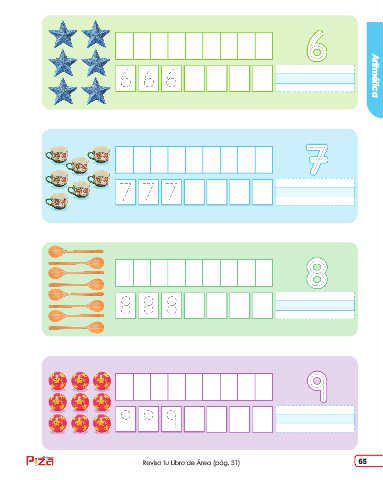 6
Aritmética
6 6 6
7
7 7 7
8
8 8 8
9
9 9 9
Piza
Revisa tu Libro de Área (pág. 31)
65